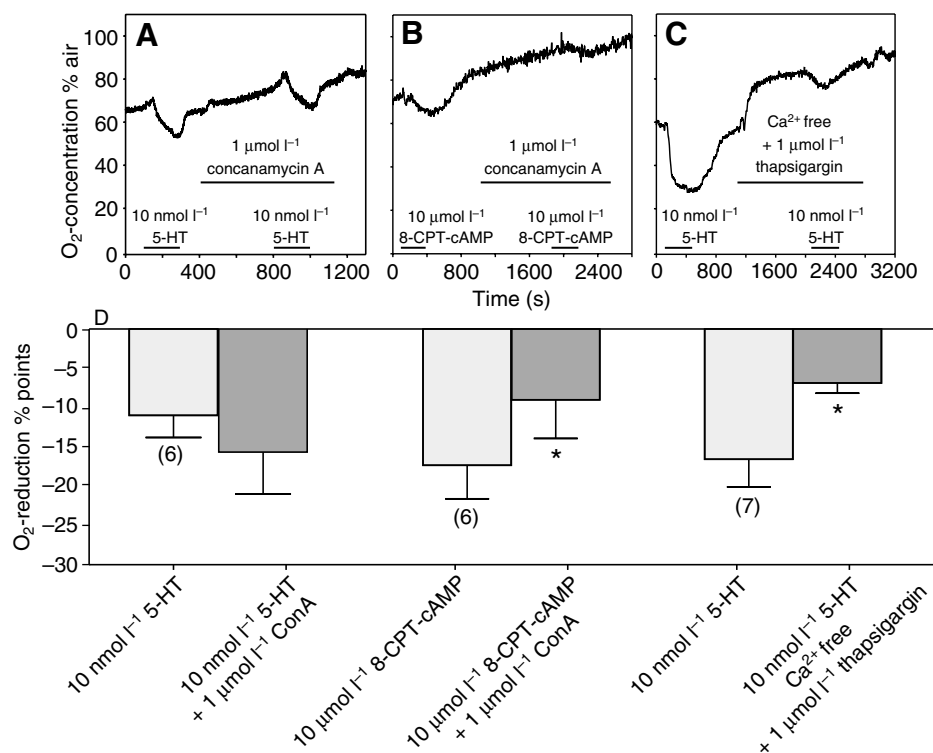 A
B
C
O₂-concentration % air
100
80
60
40
20
0
1 μmol l⁻¹
concanamycin A
10 nmol l⁻¹
5-HT
10 nmol l⁻¹
5-HT
0 400 800 1200
1 μmol l⁻¹
concanamycin A
10 μmol l⁻¹
8-CPT-cAMP
10 μmol l⁻¹
8-CPT-cAMP
0 800 1600 2400
Ca²⁺ free
+ 1 μmol l⁻¹
thapsigargin
10 nmol l⁻¹
5-HT
10 nmol l⁻¹
5-HT
0 800 1600 2400 3200
Time (s)
D
O₂-reduction % points
0
–5
–10
–15
–20
–25
–30
(6)
(6)
*
(7)
*
10 nmol l⁻¹ 5-HT
10 nmol l⁻¹ 5-HT
+ 1 μmol l⁻¹ ConA
10 μmol l⁻¹ 8-CPT-cAMP
10 μmol l⁻¹ 8-CPT-cAMP
+ 1 μmol l⁻¹ ConA
10 nmol l⁻¹ 5-HT
10 nmol l⁻¹ 5-HT
Ca²⁺ free
+ 1 μmol l⁻¹ thapsigargin